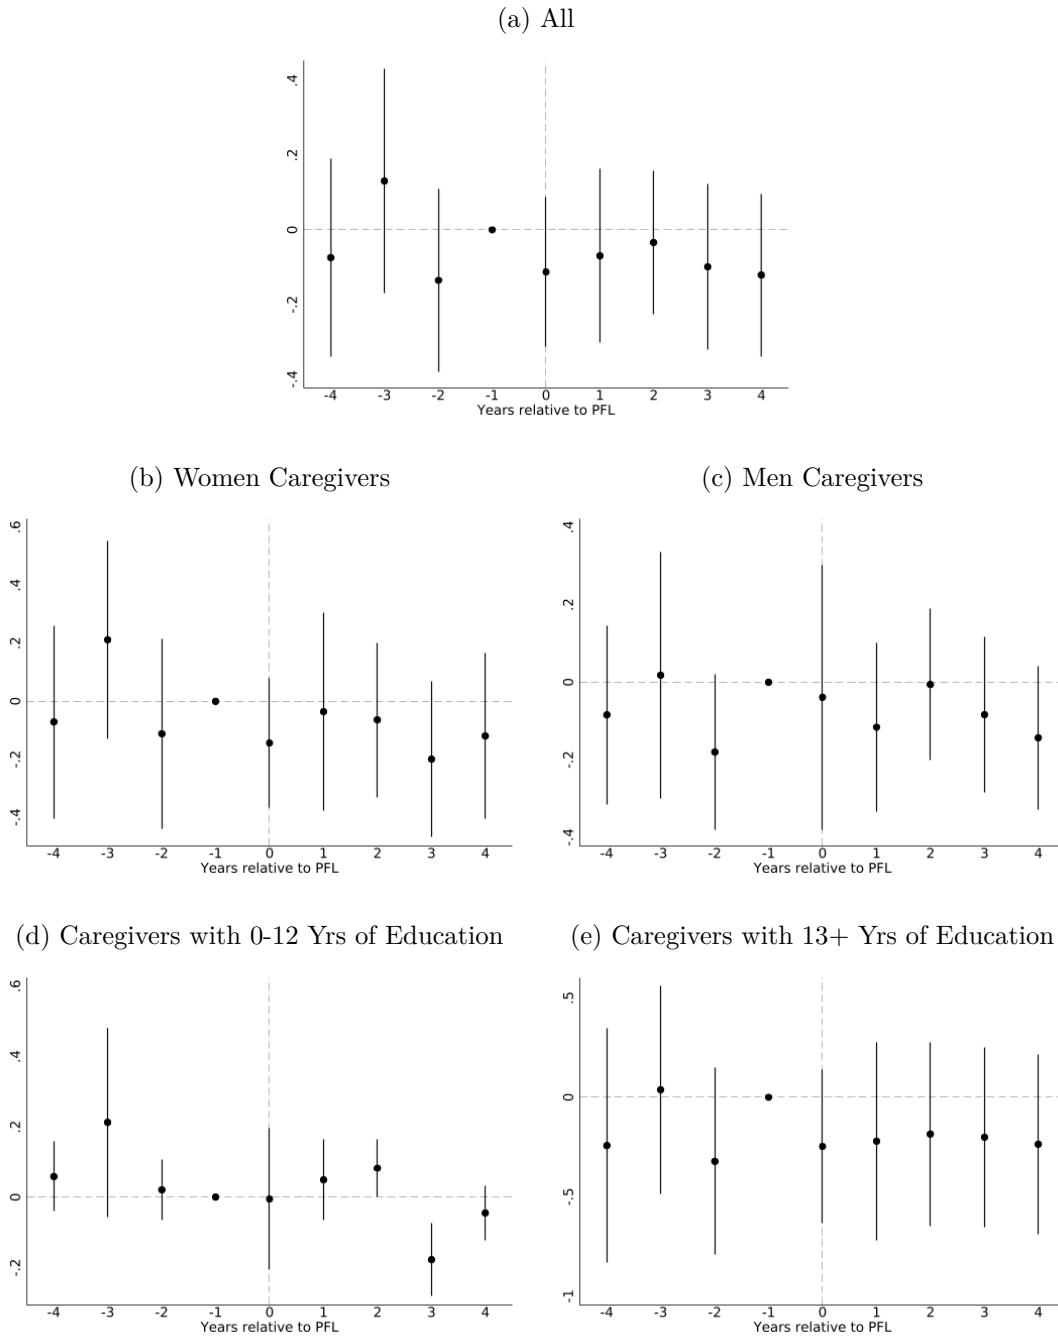 (a) All
.4
.2
0
-.2
-.4
-4 -3 -2 -1 0 1 2 3 4
Years relative to PFL
(b) Women Caregivers
.6
.4
.2
0
-.2
-.4
-4 -3 -2 -1 0 1 2 3 4
Years relative to PFL
(c) Men Caregivers
.4
.2
0
-.2
-.4
-4 -3 -2 -1 0 1 2 3 4
Years relative to PFL
(d) Caregivers with 0-12 Yrs of Education
.6
.4
.2
0
-.2
-4 -3 -2 -1 0 1 2 3 4
Years relative to PFL
(e) Caregivers with 13+ Yrs of Education
.5
0
-.5
-1
-4 -3 -2 -1 0 1 2 3 4
Years relative to PFL